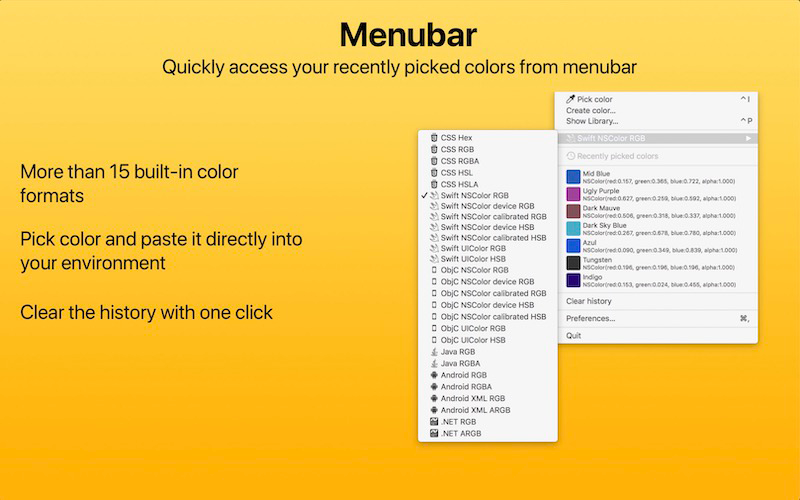 Menubar
Quickly access your recently picked colors from menubar
More than 15 built-in color
formats
Pick color and paste it directly into
your environment
Clear the history with one click
CSS Hex
CSS RGB
CSS RGBA
CSS HSL
CSS HSLA
✓ Swift NSColor RGB
Swift NSColor device RGB
Swift NSColor calibrated RGB
Swift NSColor device HSB
Swift NSColor calibrated HSB
Swift UIColor RGB
Swift UIColor HSB
ObjC NSColor RGB
ObjC NSColor device RGB
ObjC NSColor calibrated RGB
ObjC NSColor device HSB
ObjC NSColor calibrated HSB
ObjC UIColor RGB
ObjC UIColor HSB
Java RGB
Java RGBA
Android RGB
Android RGBA
Android XML RGB
Android XML ARGB
.NET RGB
.NET ARGB
Pick color ^ I
Create color...
Show Library... ^ P
Swift NSColor RGB
Recently picked colors
Mid Blue
NSColor(red:0.157, green:0.365, blue:0.722, alpha:1.000)
Ugly Purple
NSColor(red:0.627, green:0.259, blue:0.592, alpha:1.000)
Dark Mauve
NSColor(red:0.506, green:0.318, blue:0.337, alpha:1.000)
Dark Sky Blue
NSColor(red:0.267, green:0.678, blue:0.780, alpha:1.000)
Azul
NSColor(red:0.090, green:0.349, blue:0.839, alpha:1.000)
Tungsten
NSColor(red:0.196, green:0.196, blue:0.196, alpha:1.000)
Indigo
NSColor(red:0.153, green:0.024, blue:0.455, alpha:1.000)
Clear history
Preferences... ⌘,
Quit